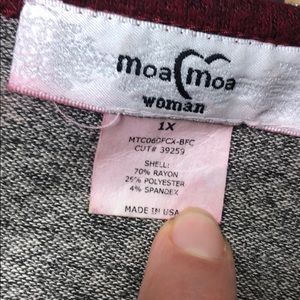 moa moa
woman
1X
MTC060FCX-BFC
CUT# 39259
SHELL:
70% RAYON
26% POLYESTER
4% SPANDEX
MADE IN USA